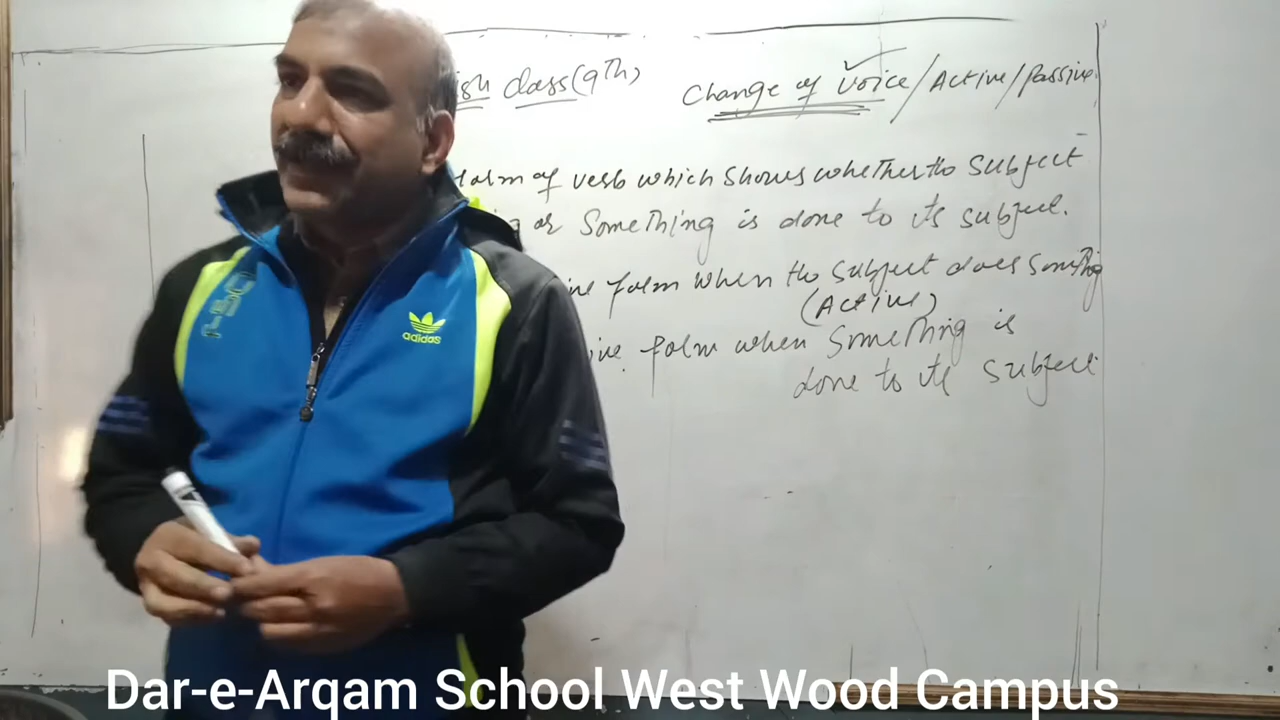 class (9th)
Change of Voice / Active / Passive
form of verb which shows whether the subject
or Something is done to its subject.
form when the subject does something
(Active)
form when Something is
done to its subject
adidas
Dar-e-Arqam School West Wood Campus